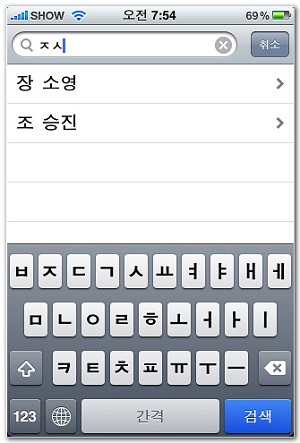 SHOW 오전 7:54 69%
ㅈㅅ 취소
장 소영
조 승진
ㅂ ㅈ ㄷ ㄱ ㅅ ㅛ ㅕ ㅑ ㅐ ㅔ
ㅁ ㄴ ㅇ ㄹ ㅎ ㅗ ㅓ ㅏ ㅣ
ㅋ ㅌ ㅊ ㅍ ㅠ ㅜ ㅡ
123 간격 검색